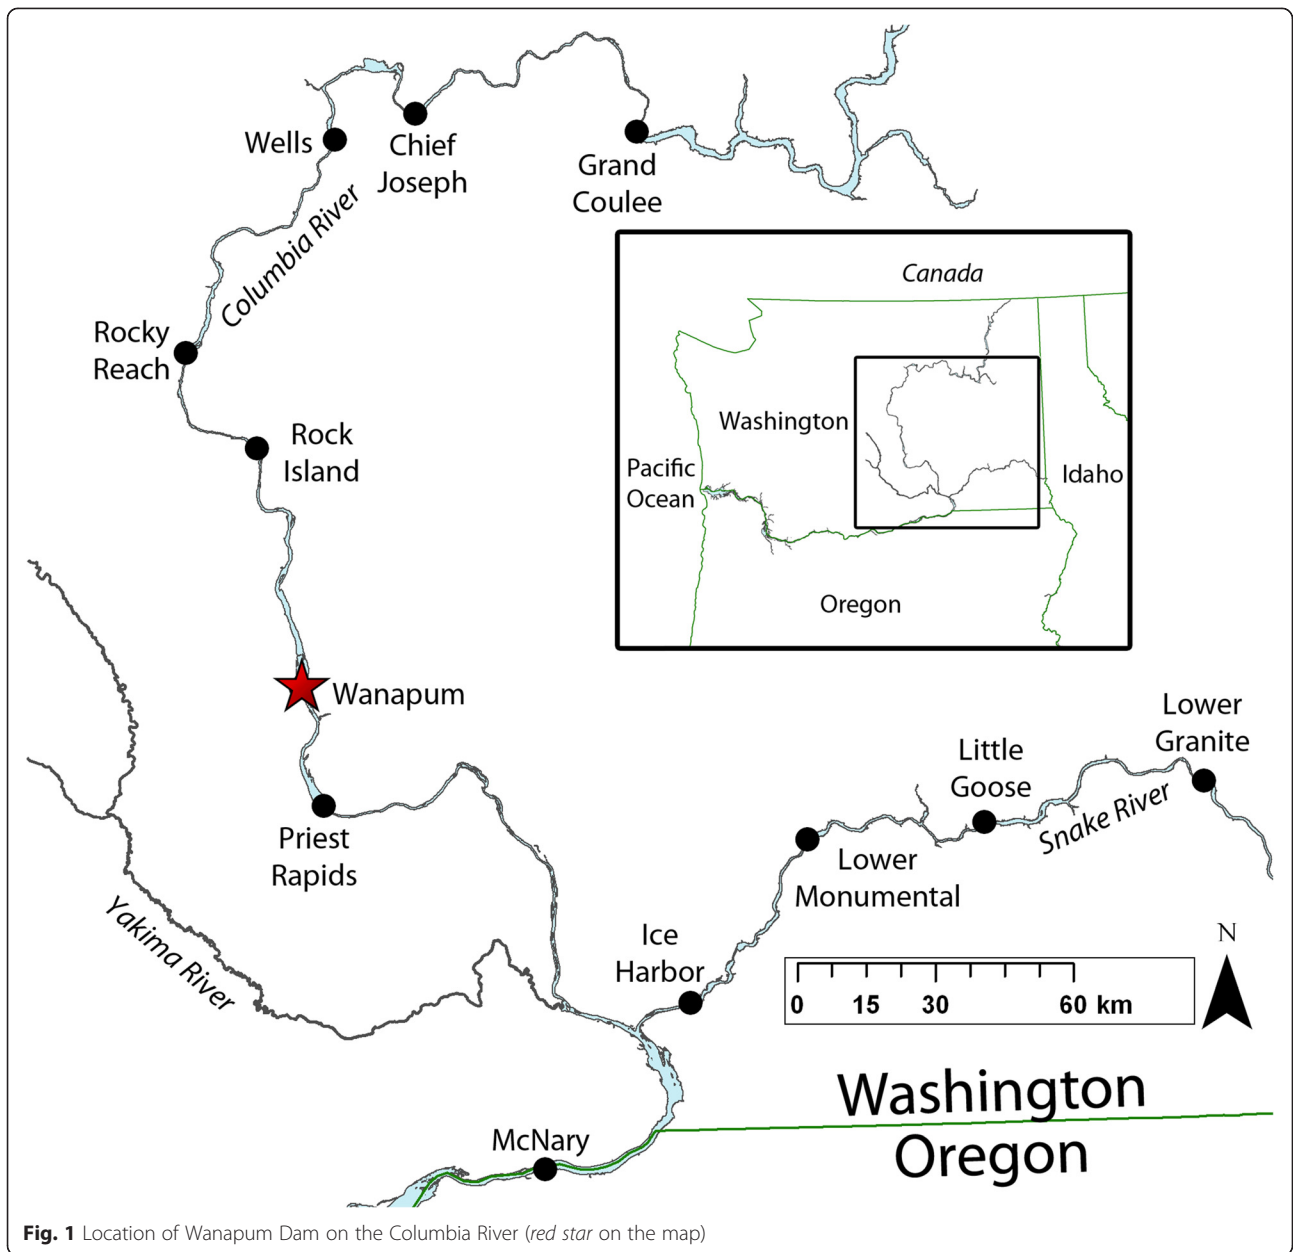 Wells
Chief
Joseph
Grand
Coulee
Columbia River
Canada
Rocky
Reach
Washington
Rock
Island
Pacific
Ocean
Idaho
Oregon
Wanapum
Lower
Granite
Little
Goose
Snake River
Priest
Rapids
Lower
Monumental
Yakima River
Ice
Harbor
N
0 15 30 60 km
Washington
Oregon
McNary
Fig. 1 Location of Wanapum Dam on the Columbia River (red star on the map)